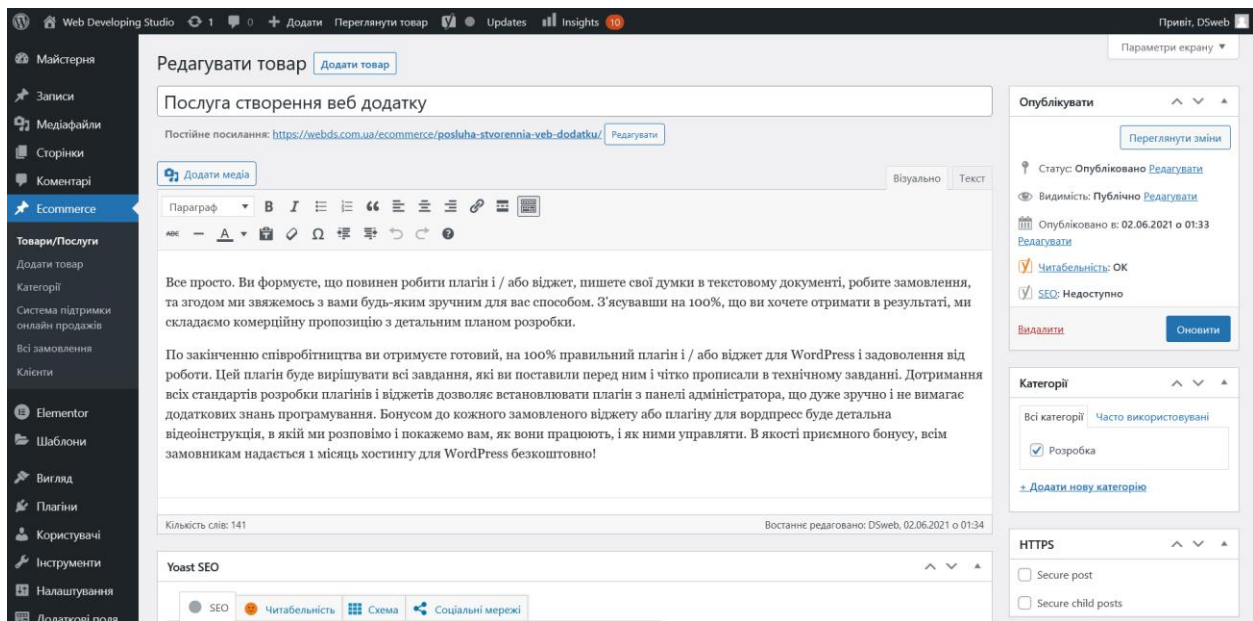 Web Developing Studio 1 0 + Додати Переглянути товар Updates Insights 10 Привіт, DSweb
Параметри екрану
Майстерня
Записи
Медіафайли
Сторінки
Коментарі
Ecommerce
Товари/Послуги
Додати товар
Категорії
Система підтримки
онлайн продажів
Всі замовлення
Клієнти
Elementor
Шаблони
Вигляд
Плагіни
Користувачі
Інструменти
Налаштування
Додаткові поля
Редагувати товар Додати товар
Послуга створення веб додатку
Постійне посилання: https://webds.com.ua/ecommerce/posluha-stvorennia-veb-dodatku/ Редагувати
Додати медіа
Візуально Текст
Параграф
Все просто. Ви формуєте, що повинен робити плагін і / або віджет, пишете свої думки в текстовому документі, робите замовлення,
та згодом ми звяжемось з вами будь-яким зручним для вас способом. З'ясувавши на 100%, що ви хочете отримати в результаті, ми
складаємо комерційну пропозицію з детальним планом розробки.
По закінченню співробітництва ви отримуєте готовий, на 100% правильний плагін і / або віджет для WordPress і задоволення від
роботи. Цей плагін буде вирішувати всі завдання, які ви поставили перед ним і чітко прописали в технічному завданні. Дотримання
всіх стандартів розробки плагінів і віджетів дозволяє встановлювати плагін з панелі адміністратора, що дуже зручно і не вимагає
додаткових знань програмування. Бонусом до кожного замовленого віджету або плагіну для вордпресс буде детальна
відеоінструкція, в якій ми розповімо і покажемо вам, як вони працюють, і як ними управляти. В якості приємного бонусу, всім
замовникам надається 1 місяць хостингу для WordPress безкоштовно!
Кількість слів: 141 Востаннє редаговано: DSweb, 02.06.2021 о 01:34
Yoast SEO
SEO Читабельність Схема Соціальні мережі
Опублікувати
Переглянути зміни
Статус: Опубліковано Редагувати
Видимість: Публічно Редагувати
Опубліковано в: 02.06.2021 о 01:33
Редагувати
Читабельність: OK
SEO: Недоступно
Видалити Оновити
Категорії
Всі категорії Часто використовувані
Розробка
+ Додати нову категорію
HTTPS
Secure post
Secure child posts